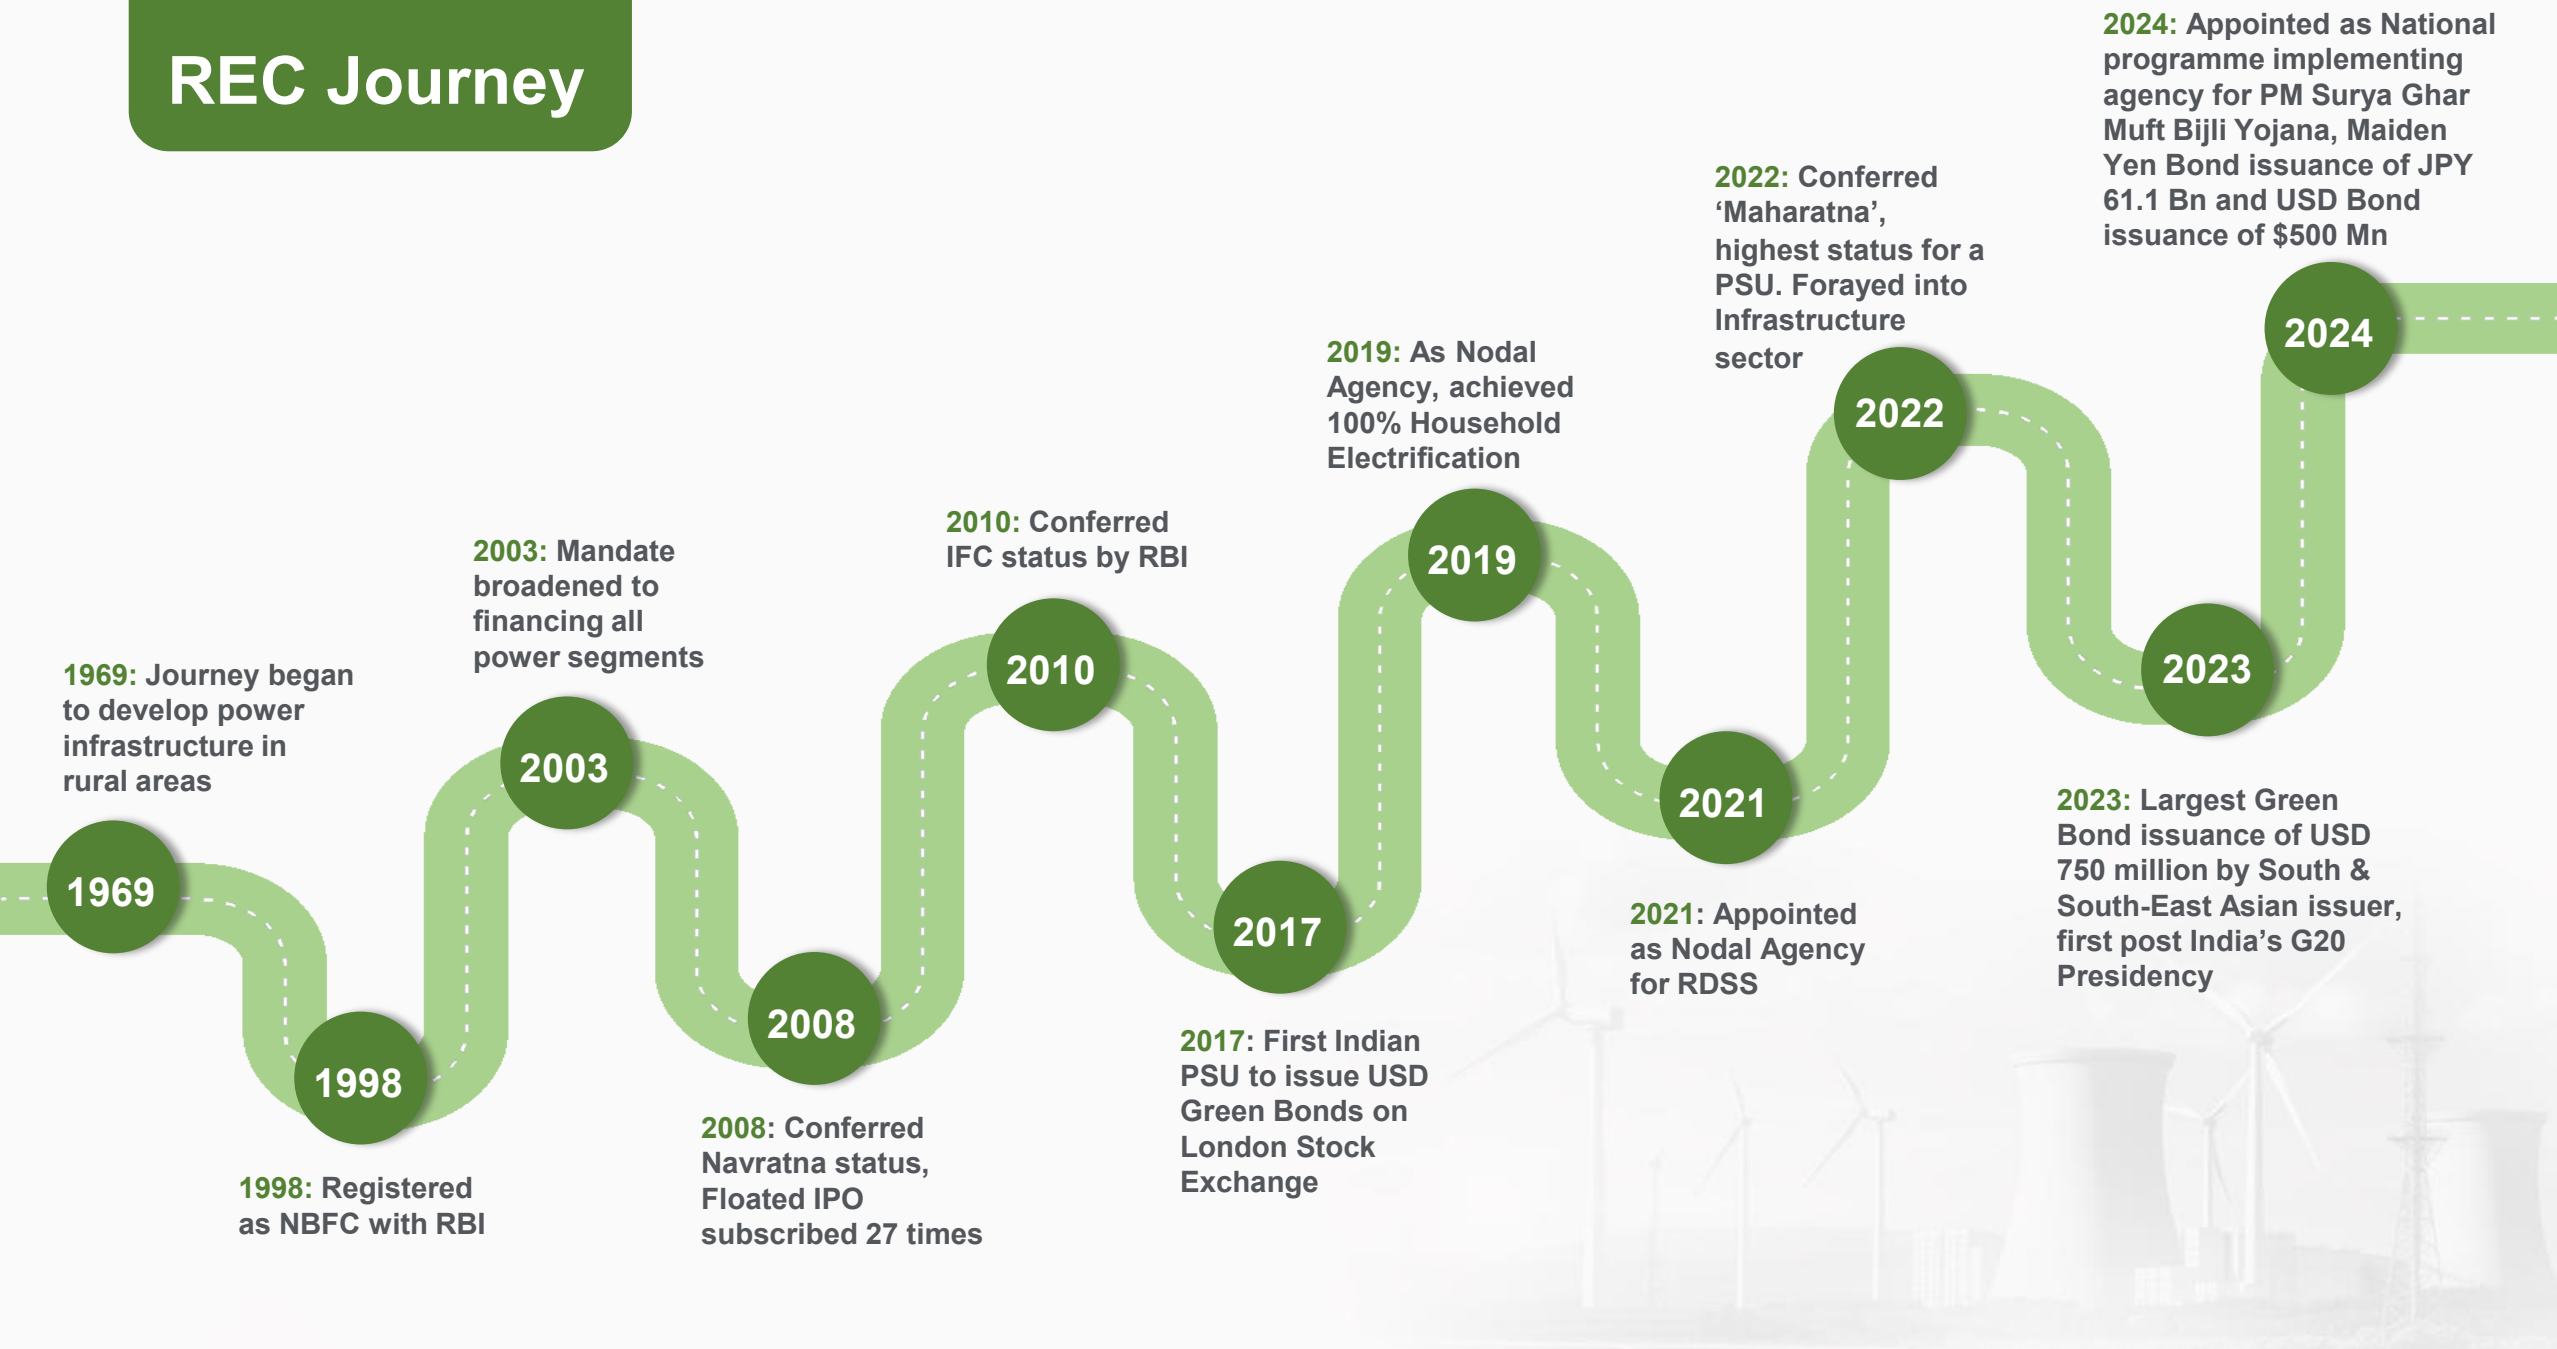 REC Journey
1969: Journey began
to develop power
infrastructure in
rural areas
1969
1998
1998: Registered
as NBFC with RBI
2003: Mandate
broadened to
financing all
power segments
2003
2008
2008: Conferred
Navratna status,
Floated IPO
subscribed 27 times
2010: Conferred
IFC status by RBI
2010
2017
2017: First Indian
PSU to issue USD
Green Bonds on
London Stock
Exchange
2019: As Nodal
Agency, achieved
100% Household
Electrification
2019
2021
2021: Appointed
as Nodal Agency
for RDSS
2022: Conferred
‘Maharatna’,
highest status for a
PSU. Forayed into
Infrastructure
sector
2022
2023
2023: Largest Green
Bond issuance of USD
750 million by South &
South-East Asian issuer,
first post India’s G20
Presidency
2024: Appointed as National
programme implementing
agency for PM Surya Ghar
Muft Bijli Yojana, Maiden
Yen Bond issuance of JPY
61.1 Bn and USD Bond
issuance of $500 Mn
2024